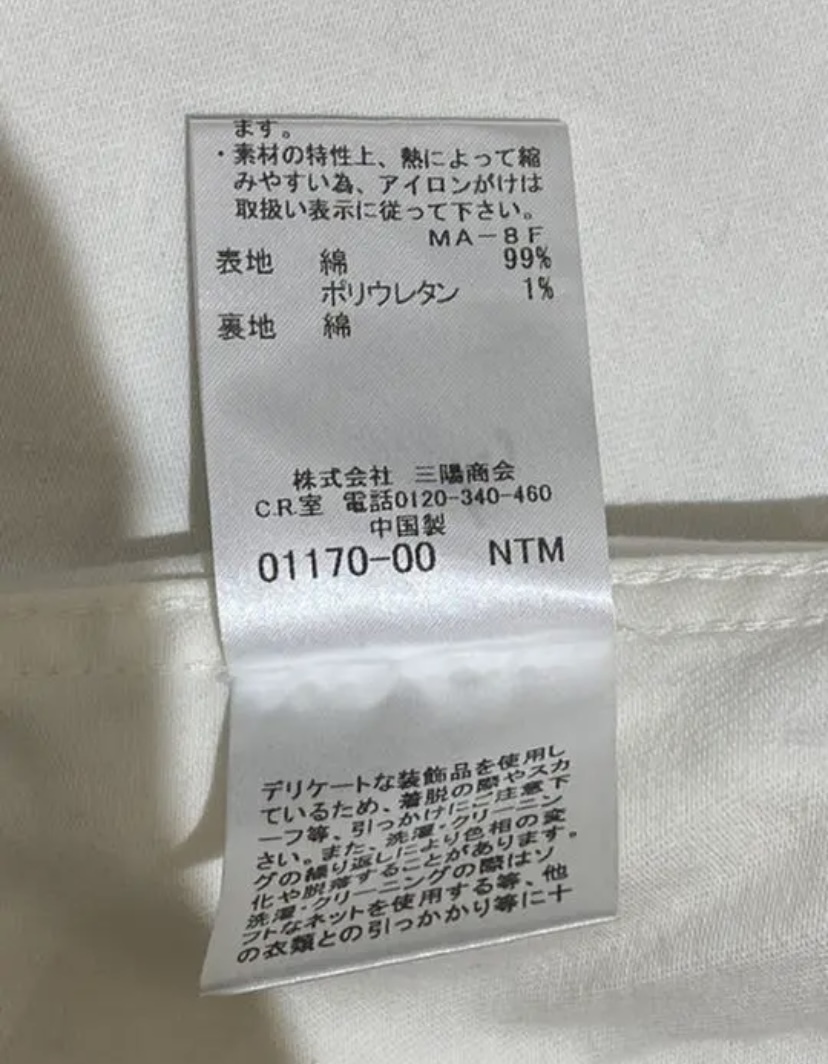 ます。
・素材の特性上、熱によって縮
みやすい為、アイロンがけは
取扱い表示に従って下さい。
MA-8F
表地 綿 99%
ポリウレタン 1%
裏地 綿
株式会社 三陽商会
C.R.室 電話0120-340-460
中国製
01170-00 NTM
デリケートな装飾品を使用し
ているため、着脱の際やスカ
ーフ等、引っかけにご注意下
さい。また、洗濯・クリーニン
グの繰り返しにより色相の変
化や脱落することがあります。
洗濯・クリーニングの際はソ
フトなネットを使用する等、他
の衣類との引っかかり等に十